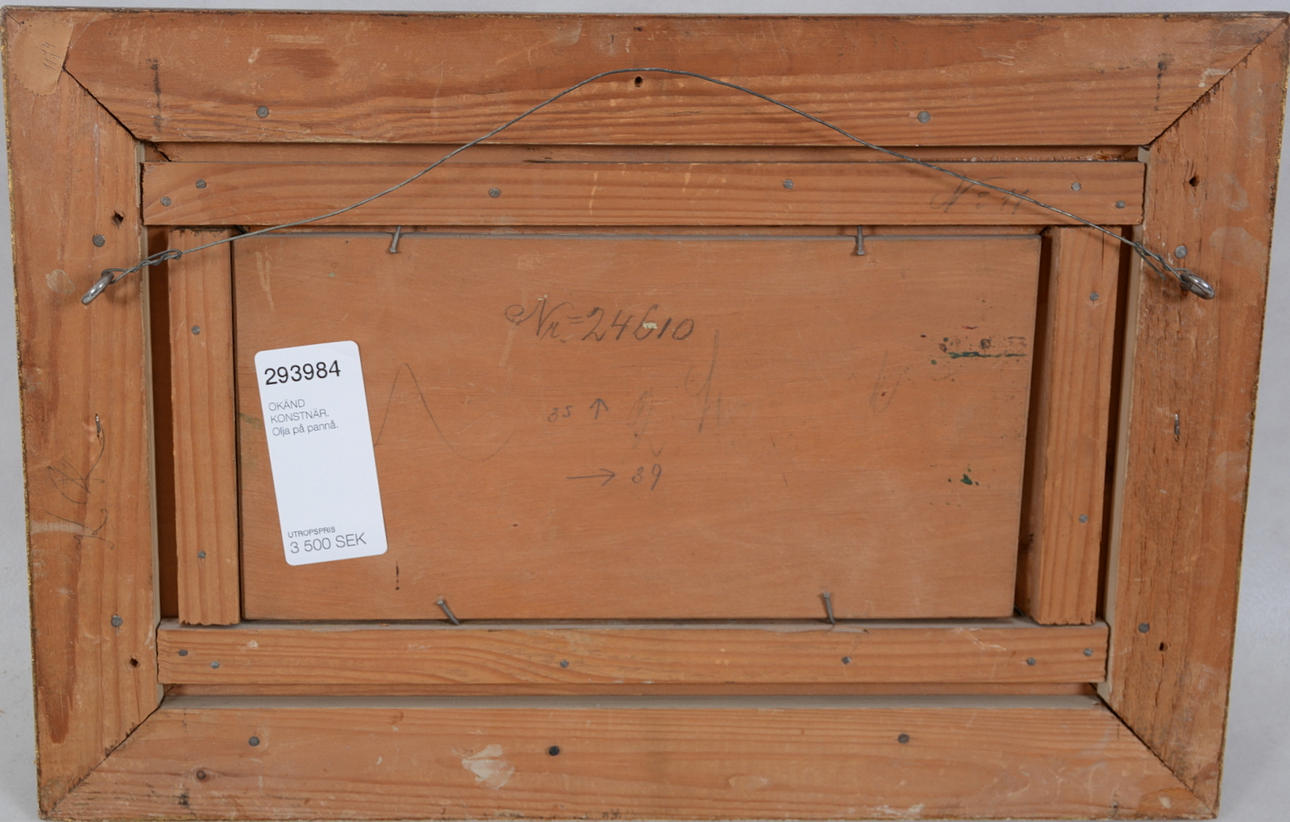 Nr = 24610
293984
OKÄND
KONSTNÄR.
Olja på pannå.
35 ↑
→ 39
UTROPSPRIS
3 500 SEK